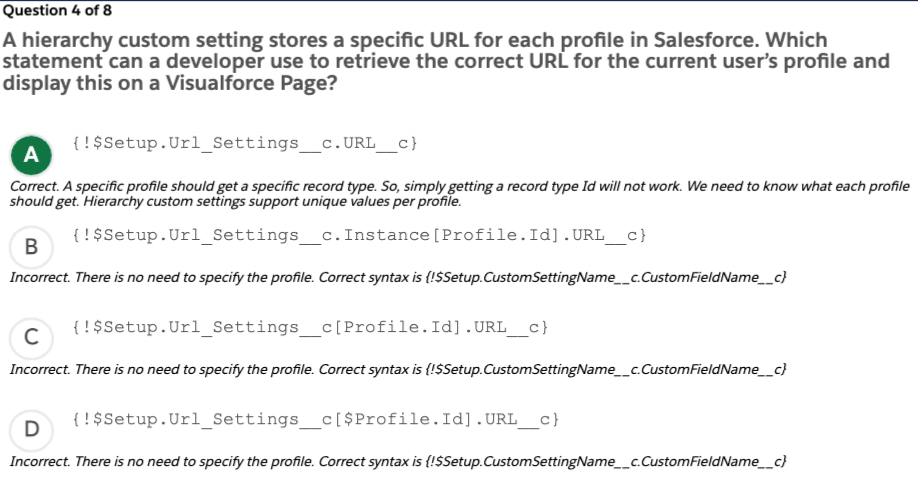 Question 4 of 8
A hierarchy custom setting stores a specific URL for each profile in Salesforce. Which
statement can a developer use to retrieve the correct URL for the current user's profile and
display this on a Visualforce Page?
A
{!$Setup.Url_Settings__c.URL__c}
Correct. A specific profile should get a specific record type. So, simply getting a record type Id will not work. We need to know what each profile
should get. Hierarchy custom settings support unique values per profile.
B
{!$Setup.Url_Settings__c.Instance[Profile.Id].URL__c}
Incorrect. There is no need to specify the profile. Correct syntax is {!$Setup.CustomSettingName__c.CustomFieldName__c}
C
{!$Setup.Url_Settings__c[Profile.Id].URL__c}
Incorrect. There is no need to specify the profile. Correct syntax is {!$Setup.CustomSettingName__c.CustomFieldName__c}
D
{!$Setup.Url_Settings__c[$Profile.Id].URL__c}
Incorrect. There is no need to specify the profile. Correct syntax is {!$Setup.CustomSettingName__c.CustomFieldName__c}